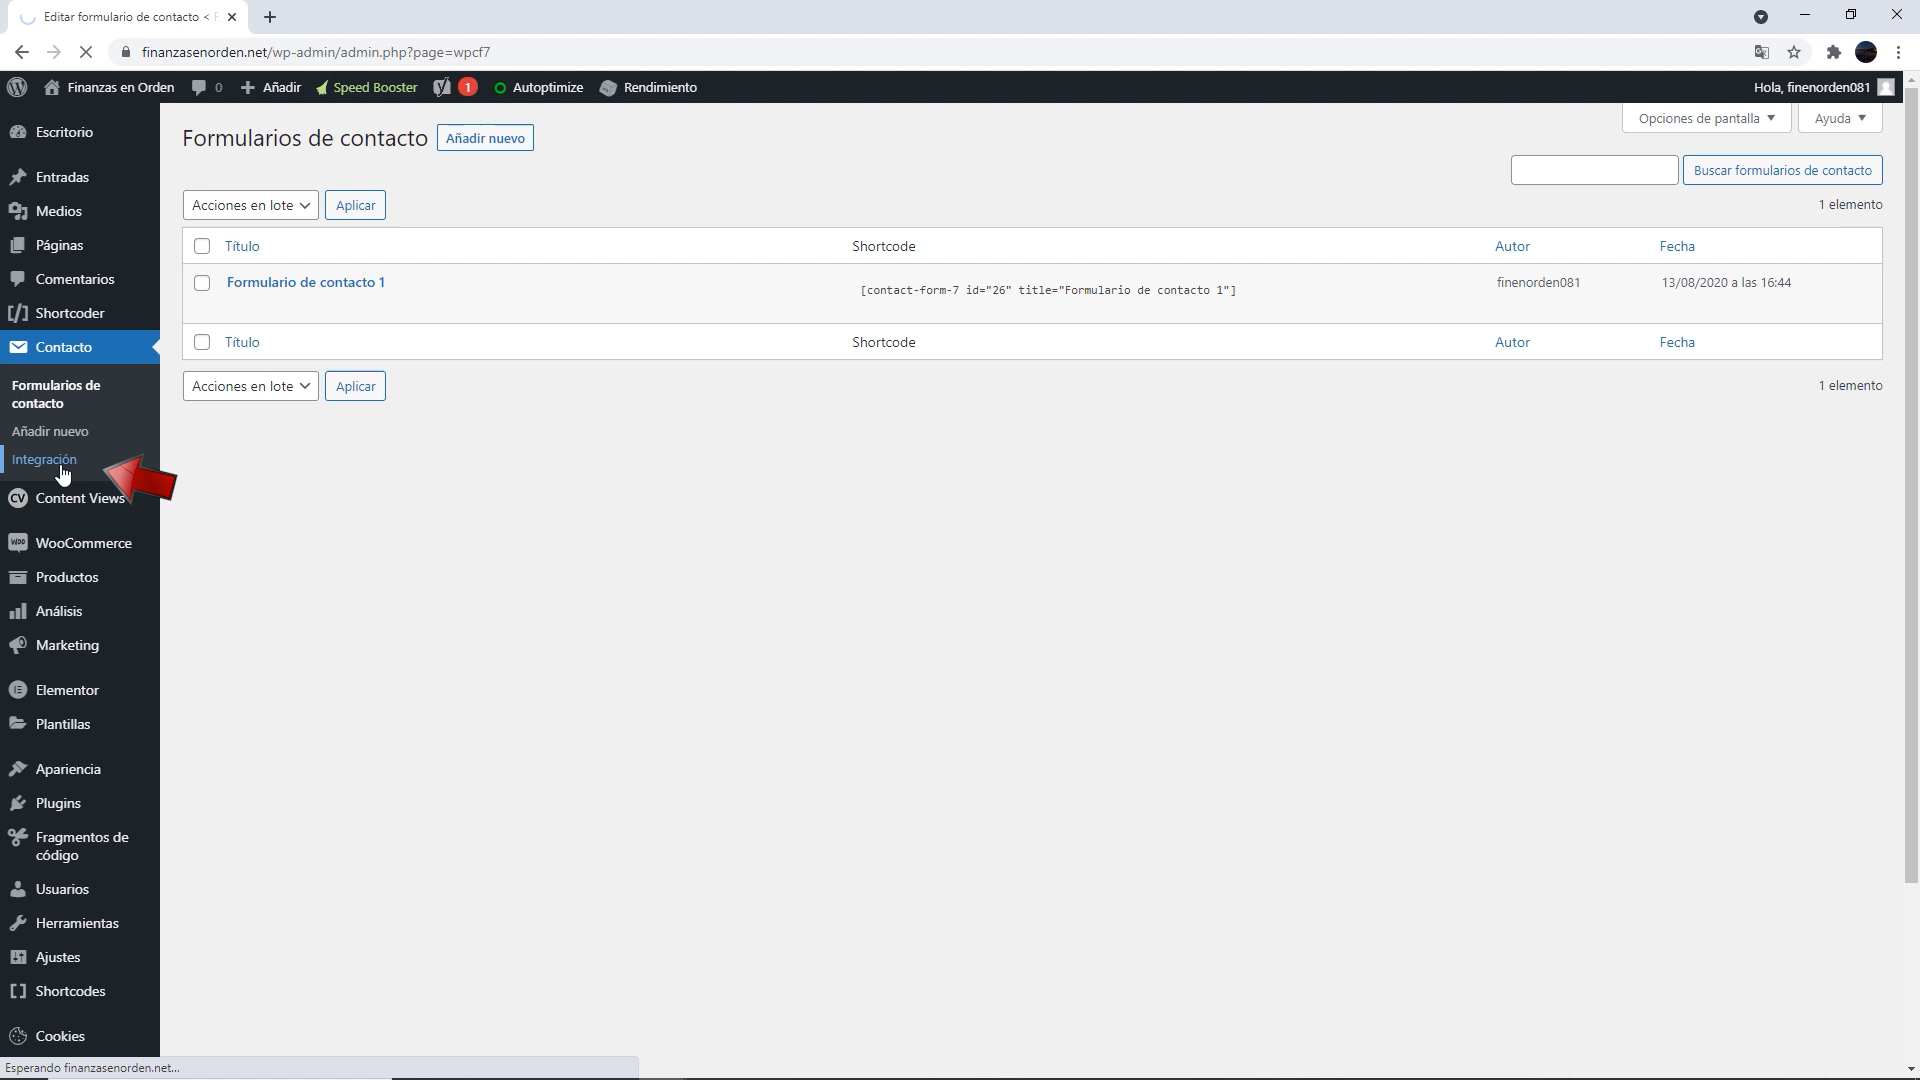 Editar formulario de contacto < F
finanzasenorden.net/wp-admin/admin.php?page=wpcf7
Finanzas en Orden
0
Añadir
Speed Booster
1
Autoptimize
Rendimiento
Hola, finenorden081
Escritorio
Entradas
Medios
Páginas
Comentarios
Shortcoder
Contacto
Formularios de
contacto
Añadir nuevo
Integración
CV Content Views
WooCommerce
Productos
Análisis
Marketing
Elementor
Plantillas
Apariencia
Plugins
Fragmentos de
código
Usuarios
Herramientas
Ajustes
Shortcodes
Cookies
Formularios de contacto
Añadir nuevo
Opciones de pantalla
Ayuda
Buscar formularios de contacto
Acciones en lote
Aplicar
1 elemento
Título Shortcode Autor Fecha
Formulario de contacto 1 [contact-form-7 id="26" title="Formulario de contacto 1"] finenorden081 13/08/2020 a las 16:44
Título Shortcode Autor Fecha
Acciones en lote
Aplicar
1 elemento
Esperando finanzasenorden.net...